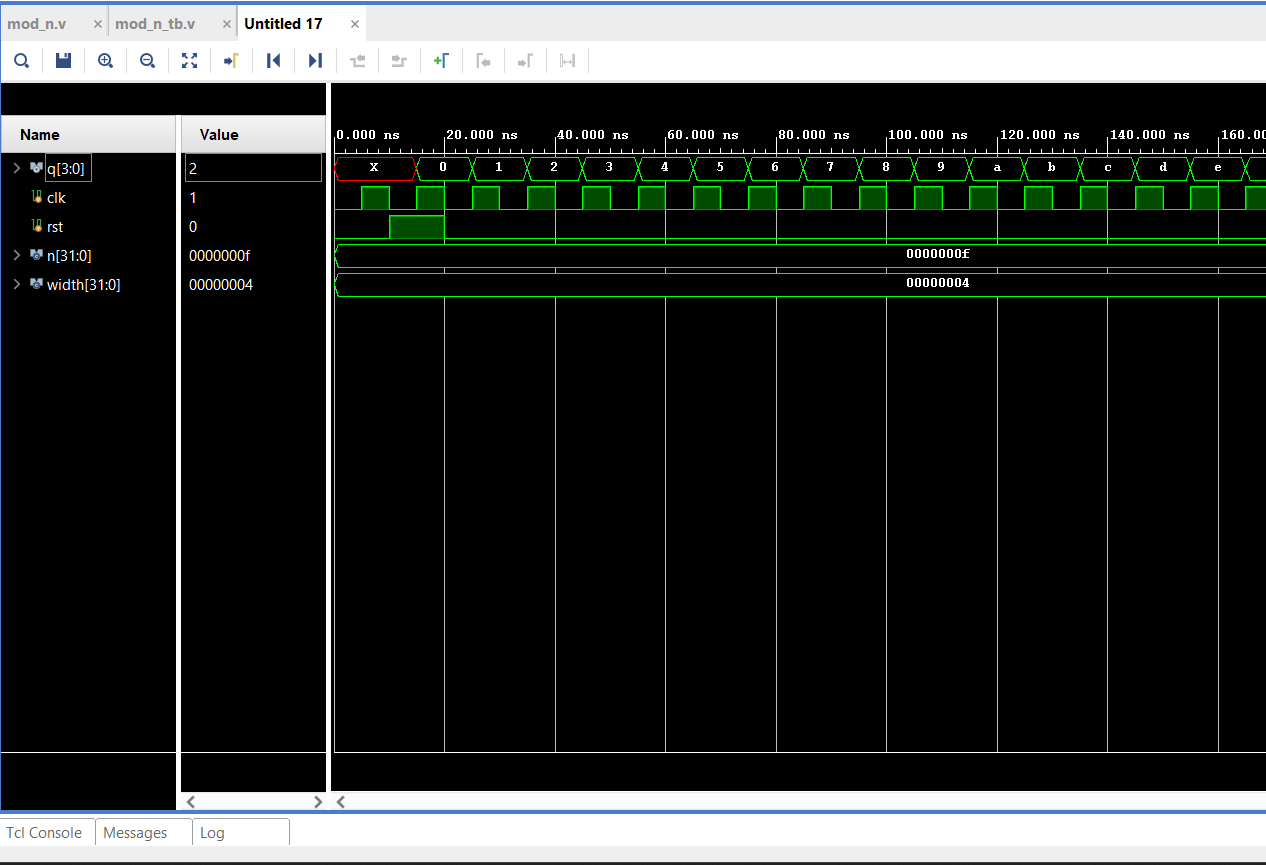 mod_n.v × mod_n_tb.v × Untitled 17 ×
Name Value
0.000 ns 20.000 ns 40.000 ns 60.000 ns 80.000 ns 100.000 ns 120.000 ns 140.000 ns 160.00
q[3:0] 2 X 0 1 2 3 4 5 6 7 8 9 a b c d e
clk 1
rst 0
n[31:0] 0000000f 0000000f
width[31:0] 00000004 00000004
Tcl Console Messages Log